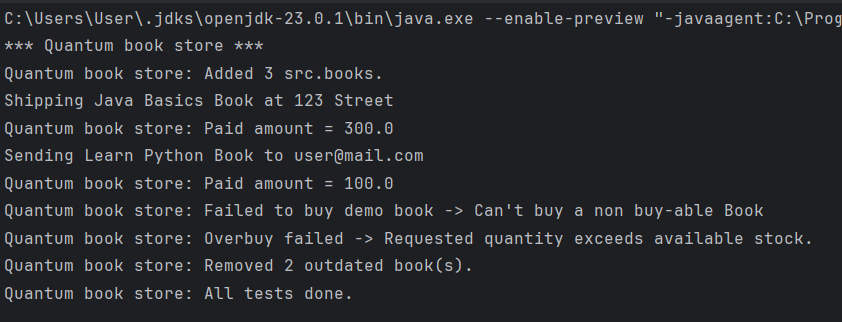 C:\Users\User\.jdks\openjdk-23.0.1\bin\java.exe --enable-preview "-javaagent:C:\Prog
*** Quantum book store ***
Quantum book store: Added 3 src.books.
Shipping Java Basics Book at 123 Street
Quantum book store: Paid amount = 300.0
Sending Learn Python Book to user@mail.com
Quantum book store: Paid amount = 100.0
Quantum book store: Failed to buy demo book -> Can't buy a non buy-able Book
Quantum book store: Overbuy failed -> Requested quantity exceeds available stock.
Quantum book store: Removed 2 outdated book(s).
Quantum book store: All tests done.